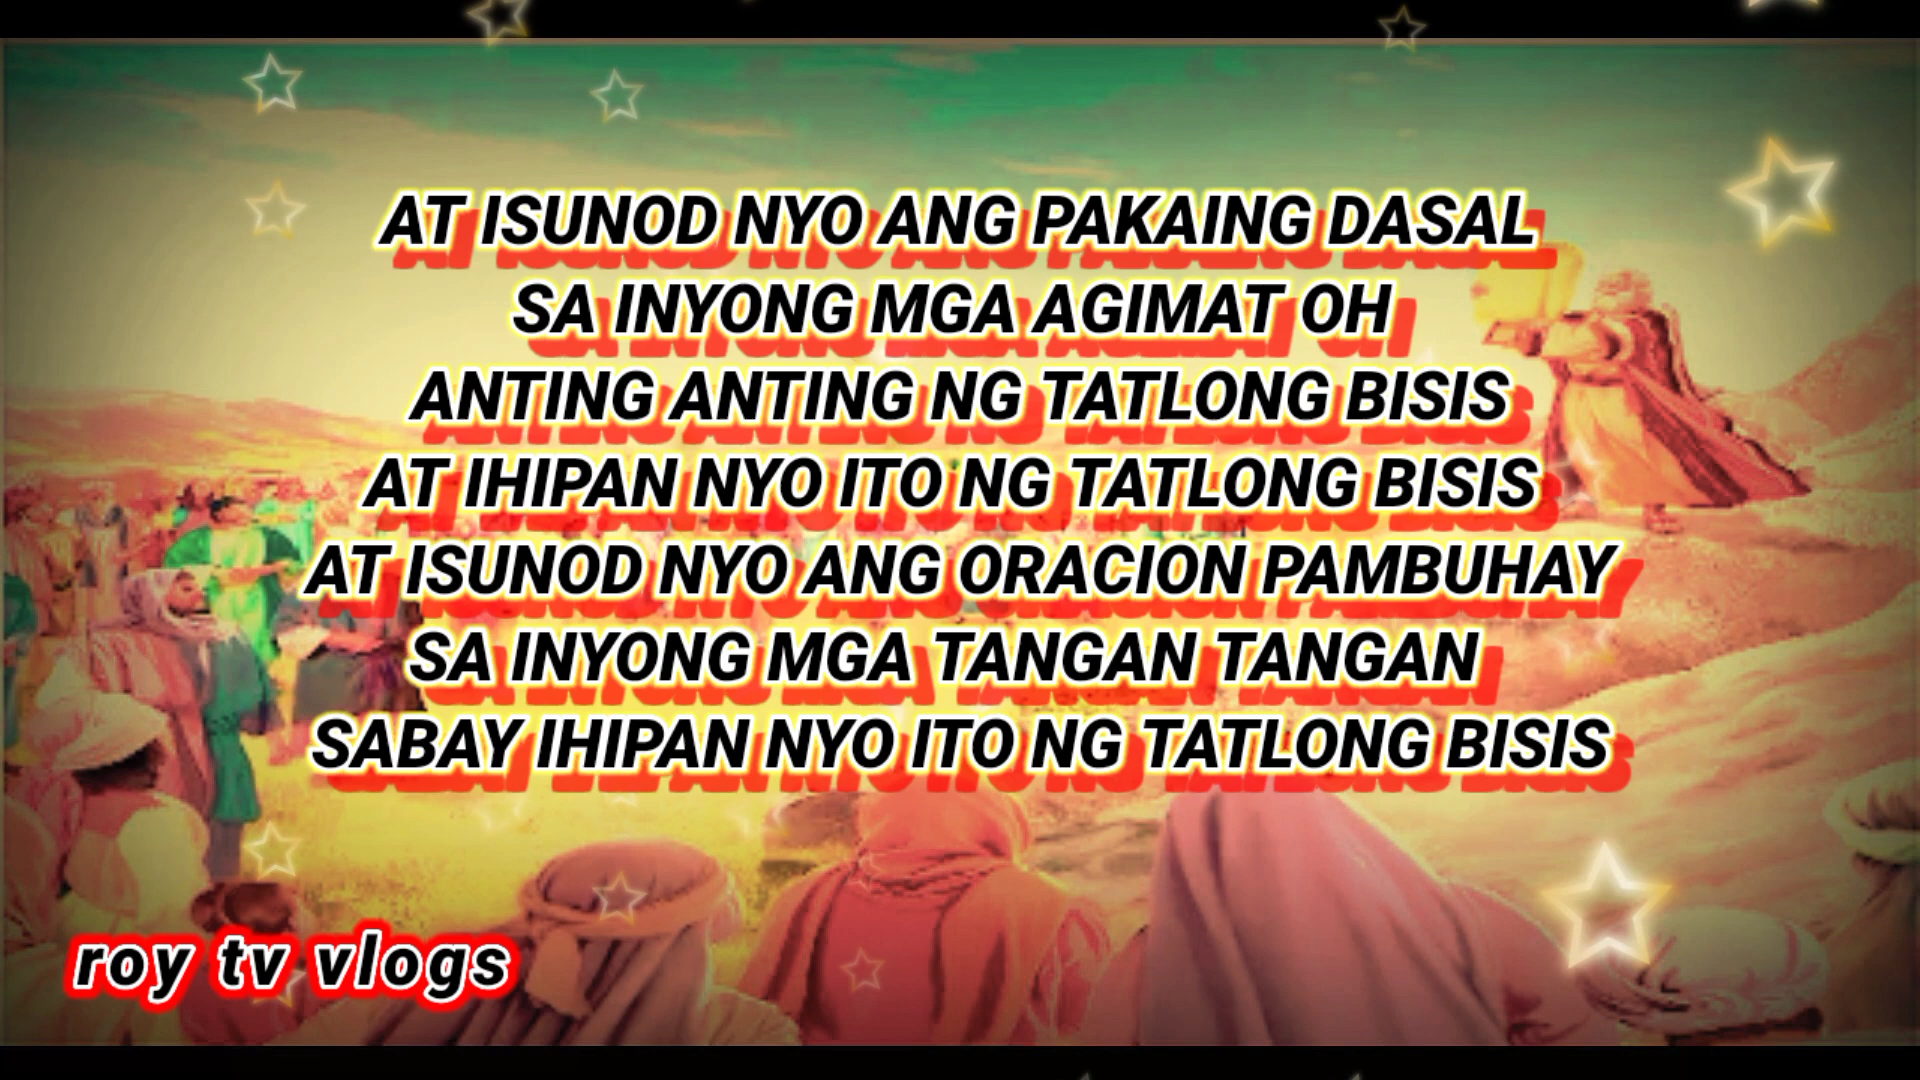 AT ISUNOD NYO ANG PAKAING DASAL
SA INYONG MGA AGIMAT OH
ANTING ANTING NG TATLONG BISIS
AT IHIPAN NYO ITO NG TATLONG BISIS
AT ISUNOD NYO ANG ORACION PAMBUHAY
SA INYONG MGA TANGAN TANGAN
SABAY IHIPAN NYO ITO NG TATLONG BISIS
roy tv vlogs